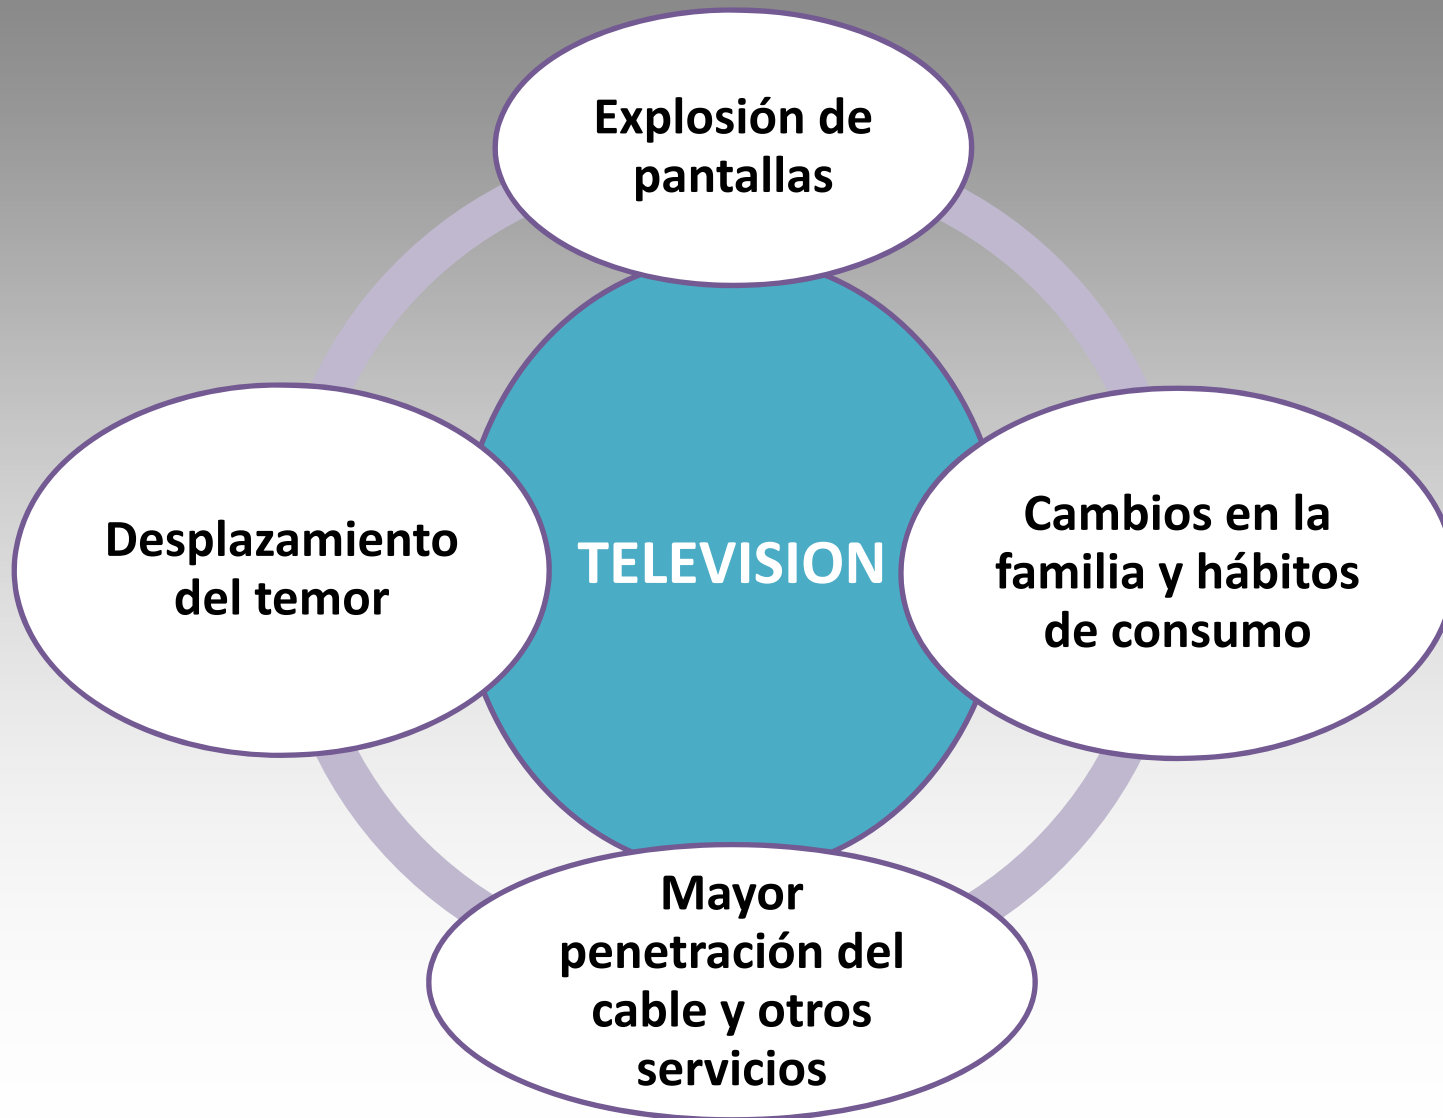 Explosión de
pantallas
Desplazamiento
del temor
TELEVISION
Cambios en la
familia y hábitos
de consumo
Mayor
penetración del
cable y otros
servicios